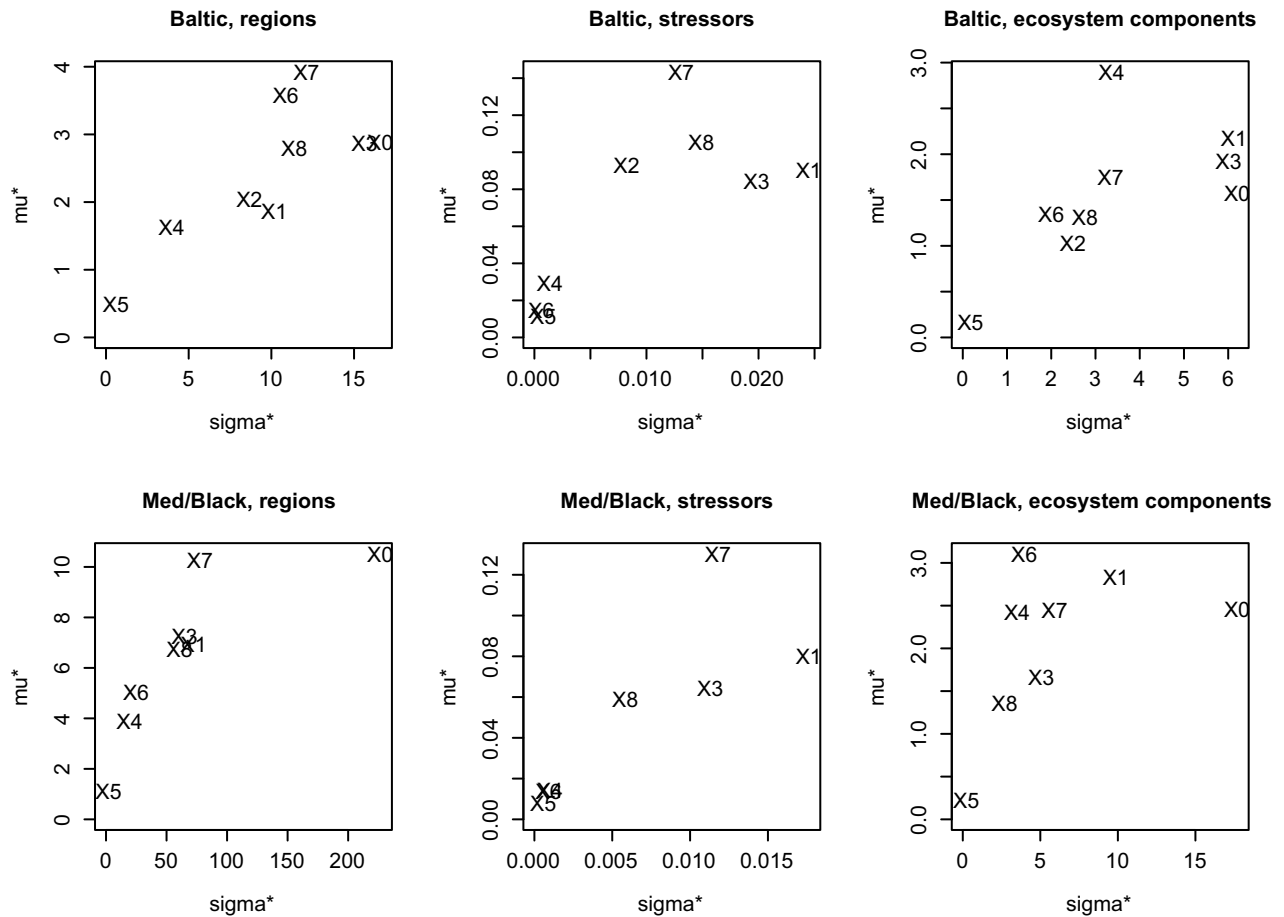 Baltic, regions
mu*
4
3
2
1
0
X7
X6
X8
X3
X0
X2
X1
X4
X5
0 5 10 15
sigma*
Baltic, stressors
mu*
0.12
0.08
0.04
0.00
X7
X8
X2
X1
X3
X4
X6
X5
0.000 0.010 0.020
sigma*
Baltic, ecosystem components
mu*
3.0
2.0
1.0
0.0
X4
X1
X3
X7
X0
X6
X8
X2
X5
0 1 2 3 4 5 6
sigma*
Med/Black, regions
mu*
10
8
6
4
2
0
X7
X0
X3
X1
X8
X6
X4
X5
0 50 100 150 200
sigma*
Med/Black, stressors
mu*
0.12
0.08
0.04
0.00
X7
X1
X3
X8
X4
X6
X5
0.000 0.005 0.010 0.015
sigma*
Med/Black, ecosystem components
mu*
3.0
2.0
1.0
0.0
X6
X1
X4
X7
X0
X3
X8
X5
0 5 10 15
sigma*